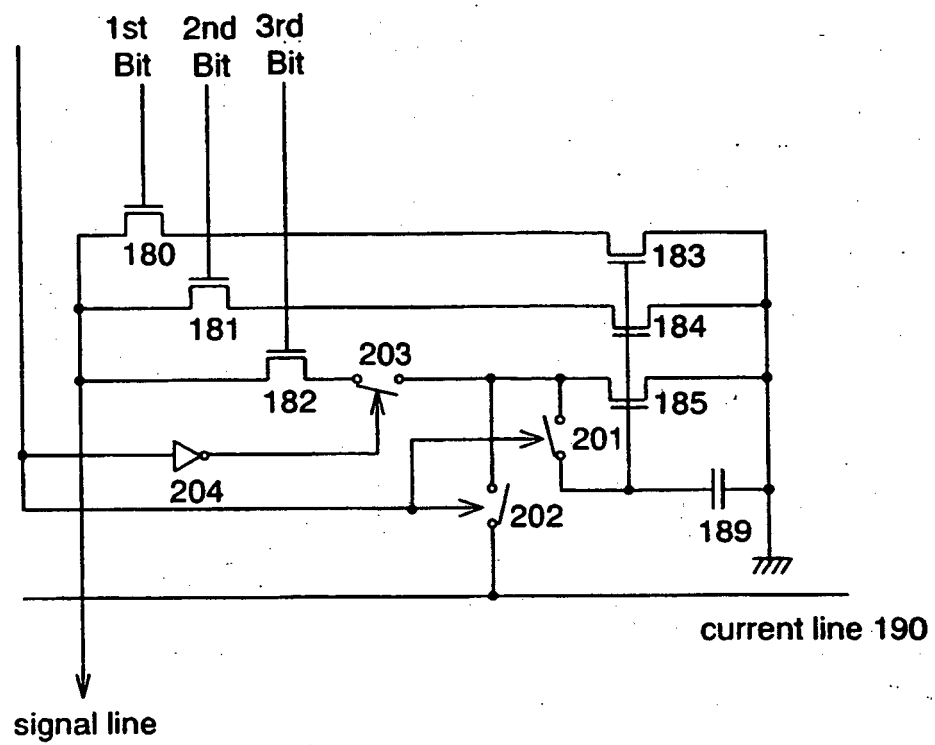 1st 2nd 3rd
Bit Bit Bit
180
183
181
184
203
182
185
201
204
202
189
current line 190
signal line